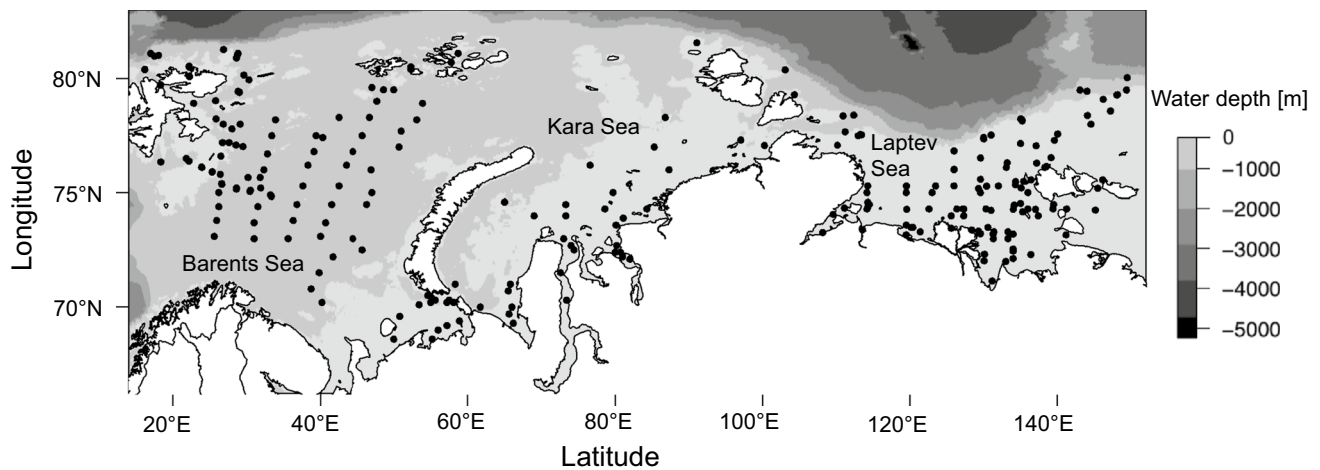 80°N
75°N
70°N
Longitude
Kara Sea
Laptev
Sea
Barents Sea
20°E
40°E
60°E
80°E
100°E
120°E
140°E
Latitude
Water depth [m]
0
−1000
−2000
−3000
−4000
−5000